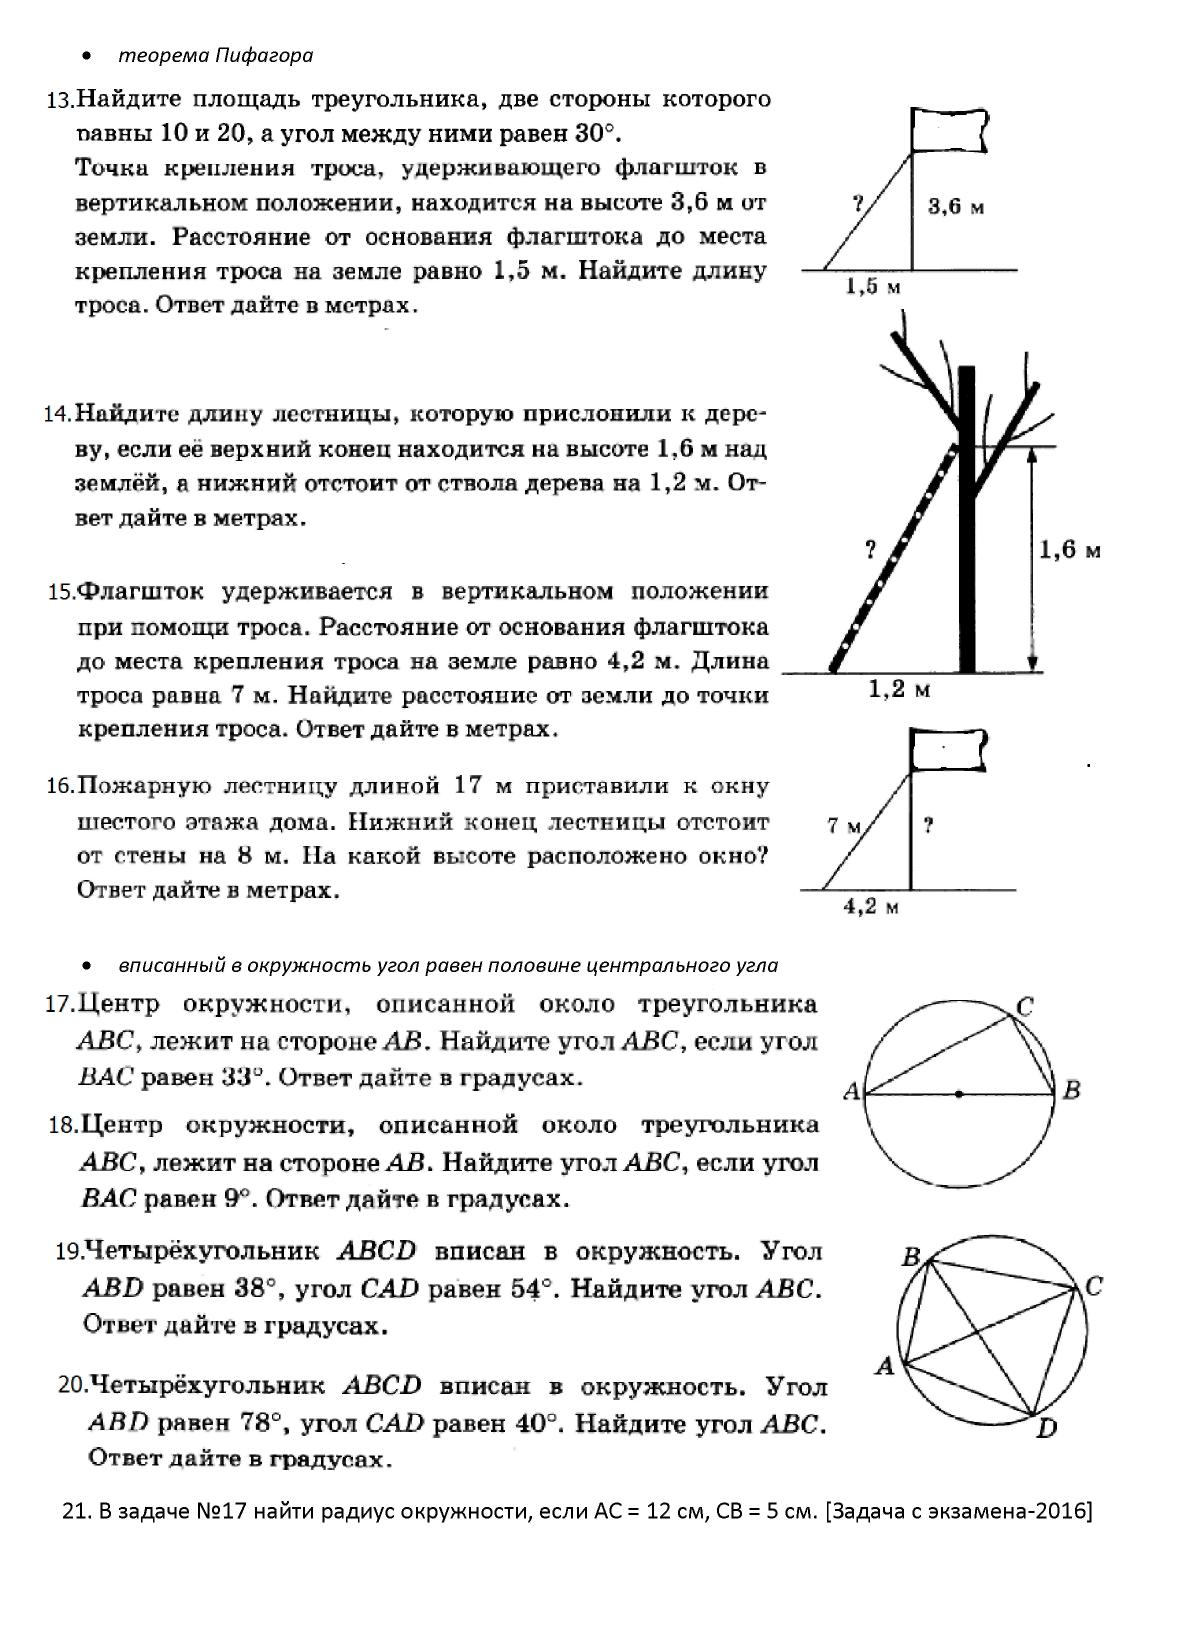 • теорема Пифагора
13.Найдите площадь треугольника, две стороны которого
равны 10 и 20, а угол между ними равен 30°.
Точка крепления троса, удерживающего флагшток в
вертикальном положении, находится на высоте 3,6 м от
земли. Расстояние от основания флагштока до места
крепления троса на земле равно 1,5 м. Найдите длину
троса. Ответ дайте в метрах.
?
3,6 м
1,5 м
14.Найдите длину лестницы, которую прислонили к дере-
ву, если её верхний конец находится на высоте 1,6 м над
землёй, а нижний отстоит от ствола дерева на 1,2 м. От-
вет дайте в метрах.
?
1,6 м
1,2 м
15.Флагшток удерживается в вертикальном положении
при помощи троса. Расстояние от основания флагштока
до места крепления троса на земле равно 4,2 м. Длина
троса равна 7 м. Найдите расстояние от земли до точки
крепления троса. Ответ дайте в метрах.
16.Пожарную лестницу длиной 17 м приставили к окну
шестого этажа дома. Нижний конец лестницы отстоит
от стены на 8 м. На какой высоте расположено окно?
Ответ дайте в метрах.
7 м
?
4,2 м
• вписанный в окружность угол равен половине центрального угла
17.Центр окружности, описанной около треугольника
ABC, лежит на стороне AB. Найдите угол ABC, если угол
BAC равен 33°. Ответ дайте в градусах.
C
A
B
18.Центр окружности, описанной около треугольника
ABC, лежит на стороне AB. Найдите угол ABC, если угол
BAC равен 9°. Ответ дайте в градусах.
19.Четырёхугольник ABCD вписан в окружность. Угол
ABD равен 38°, угол CAD равен 54°. Найдите угол ABC.
Ответ дайте в градусах.
B
C
A
D
20.Четырёхугольник ABCD вписан в окружность. Угол
ABD равен 78°, угол CAD равен 40°. Найдите угол ABC.
Ответ дайте в градусах.
21. В задаче №17 найти радиус окружности, если AC = 12 см, CB = 5 см. [Задача с экзамена-2016]